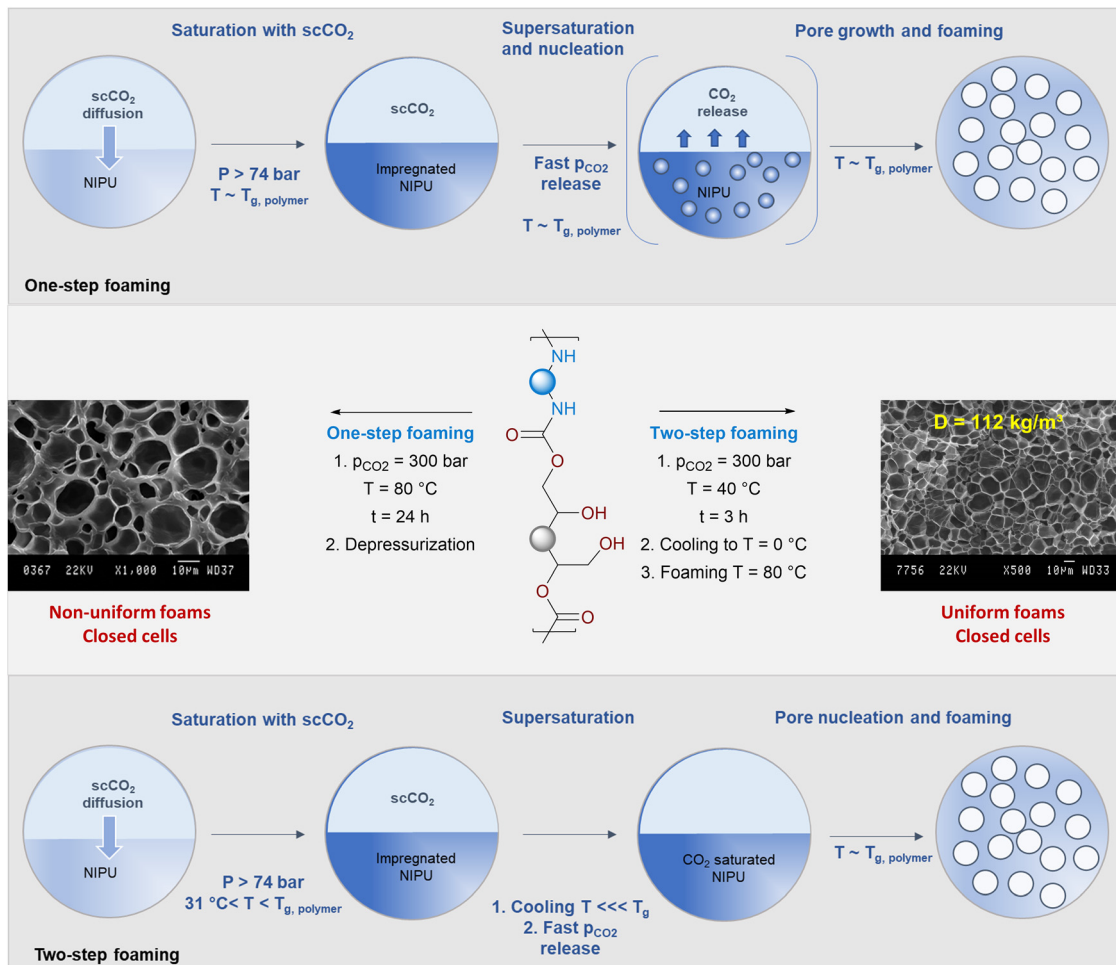 Saturation with scCO₂
Supersaturation
and nucleation
Pore growth and foaming
scCO₂
diffusion
NIPU
P > 74 bar
T ~ Tg, polymer
scCO₂
Impregnated
NIPU
Fast pCO2
release
T ~ Tg, polymer
CO₂
release
NIPU
T ~ Tg, polymer
One-step foaming
0367 22KV X1,000 10µm WD37
Non-uniform foams
Closed cells
One-step foaming
1. pCO2 = 300 bar
T = 80 °C
t = 24 h
2. Depressurization
NH
NH
O
O
OH
OH
O
O
Two-step foaming
1. pCO2 = 300 bar
T = 40 °C
t = 3 h
2. Cooling to T = 0 °C
3. Foaming T = 80 °C
D = 112 kg/m³
7756 22KV X500 10µm WD33
Uniform foams
Closed cells
Saturation with scCO₂
Supersaturation
Pore nucleation and foaming
scCO₂
diffusion
NIPU
P > 74 bar
31 °C< T < Tg, polymer
scCO₂
Impregnated
NIPU
1. Cooling T <<< Tg
2. Fast pCO2
release
CO₂ saturated
NIPU
T ~ Tg, polymer
Two-step foaming